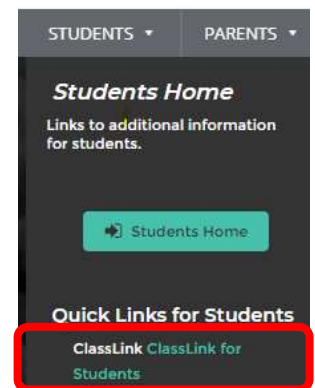 STUDENTS ▾ PARENTS ▾
Students Home
Links to additional information
for students.
Students Home
Quick Links for Students
ClassLink ClassLink for
Students